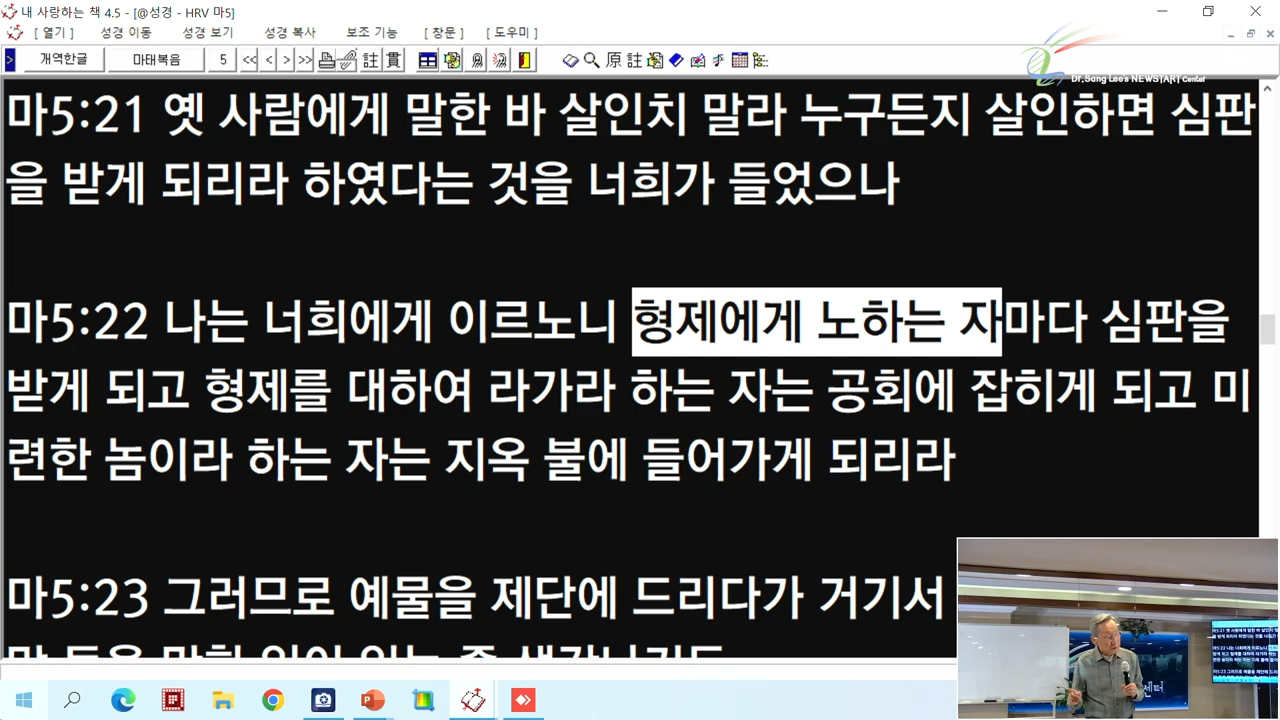 내 사랑하는 책 4.5 - [@성경 - HRV 마5]
[ 열기 ] 성경 이동 성경 보기 성경 복사 보조 기능 [ 창문 ] [ 도우미 ]
개역한글 마태복음 5 << < > >> 註 貫 原 註
Dr.Sang Lee's NEWSTART Center
마5:21 옛 사람에게 말한 바 살인치 말라 누구든지 살인하면 심판
을 받게 되리라 하였다는 것을 너희가 들었으나
마5:22 나는 너희에게 이르노니 형제에게 노하는 자마다 심판을
받게 되고 형제를 대하여 라가라 하는 자는 공회에 잡히게 되고 미
련한 놈이라 하는 자는 지옥 불에 들어가게 되리라
마5:23 그러므로 예물을 제단에 드리다가 거기서
센터